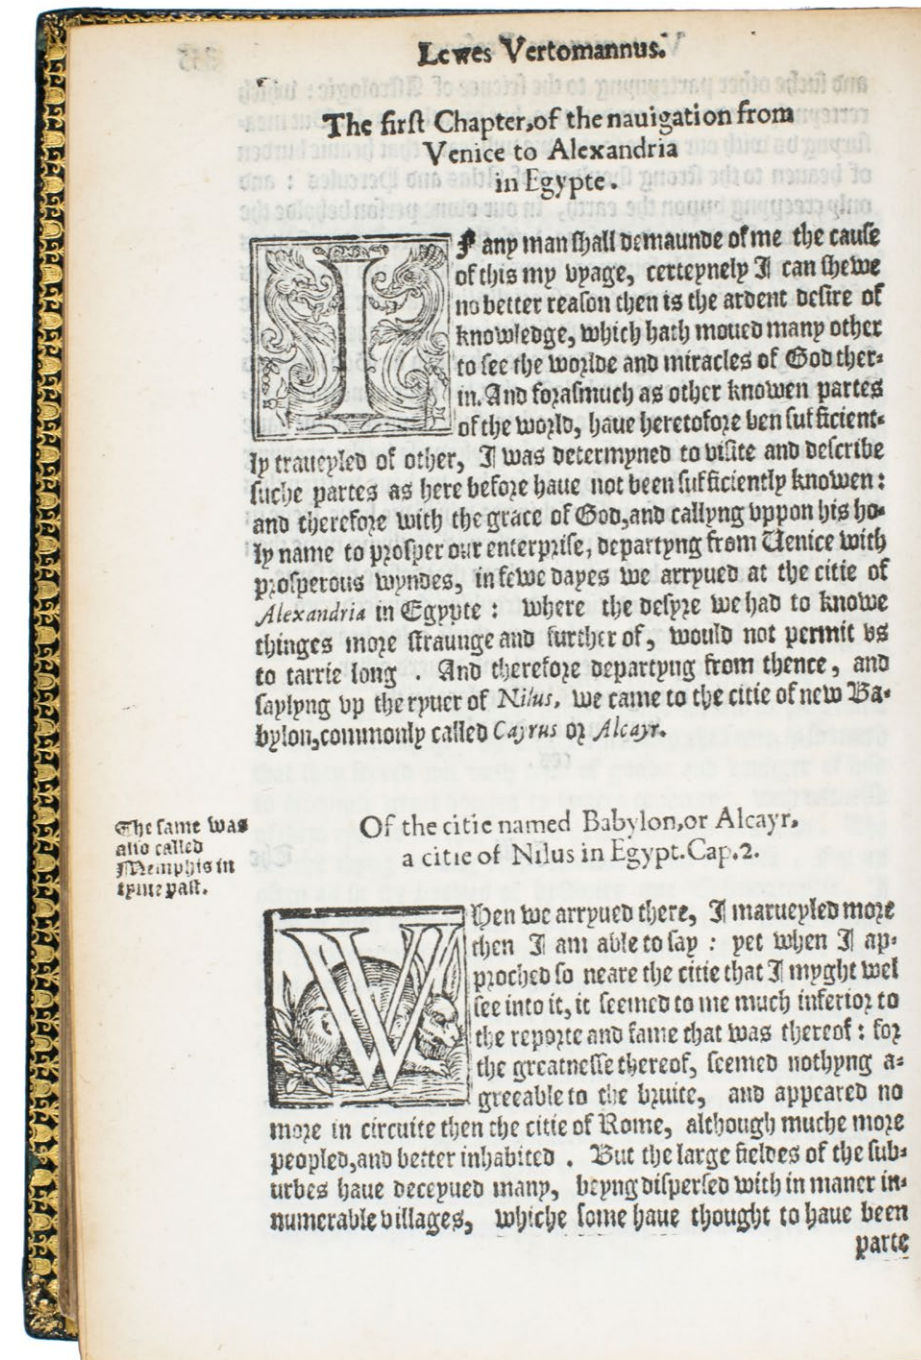 Lewes Vertomannus.
The first Chapter, of the nauigation from
Venice to Alexandria
in Egypte.
IF any man shall demaunde of me the cause
of this my vyage, certeynely I can shewe
no better reason then is the ardent desire of
knowledge, which hath moued many other
to see the worlde and miracles of God ther-
in. And forasmuch as other knowen partes
of the world, haue heretofore ben sufficient-
ly traueyled of other, I was determyned to visite and describe
suche partes as here before haue not been sufficiently knowen:
and therefore with the grace of God, and callyng vppon his ho-
ly name to prosper our enterprise, departyng from Venice with
prosperous wyndes, in fewe dayes we arryued at the citie of
Alexandria in Egypte: where the desyre we had to knowe
thinges more straunge and further of, would not permit vs
to tarrie long. And therefore departyng from thence, and
saylyng vp the ryuer of Nilus, we came to the citie of new Ba-
bylon, commonly called Cayrus or Alcayr.
The same was
also called
Memphis in
tyme past.
Of the citie named Babylon, or Alcayr,
a citie of Nilus in Egypt. Cap. 2.
When we arryued there, I marueyled more
then I am able to say: yet when I ap-
proched so neare the citie that I myght wel
see into it, it seemed to me much inferior to
the reporte and fame that was thereof: for
the greatnesse thereof, seemed nothyng a-
greeable to the bruite, and appeared no
more in circuite then the citie of Rome, although muche more
peopled, and better inhabited. But the large fieldes of the sub-
urbes haue deceyued many, beyng dispersed with in maner in-
numerable villages, whiche some haue thought to haue been
parte